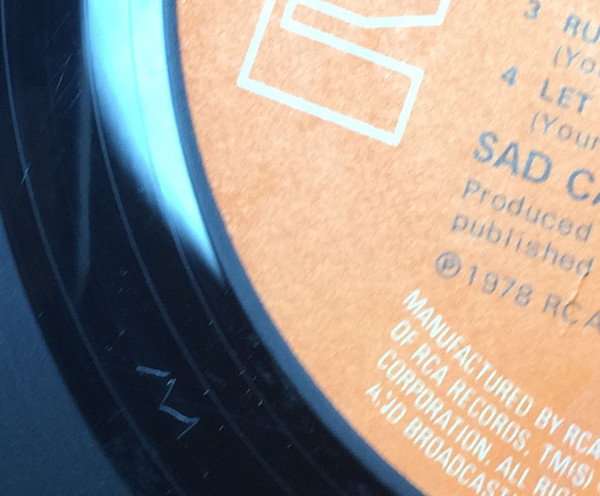 3 RU
(Yo
4 LET
(Your
SAD CA
Produced
published
℗1978 RCA
MANUFACTURED BY RCA
OF RCA RECORDS, TM(S)
CORPORATION. ALL RIG
AND BROADCAST